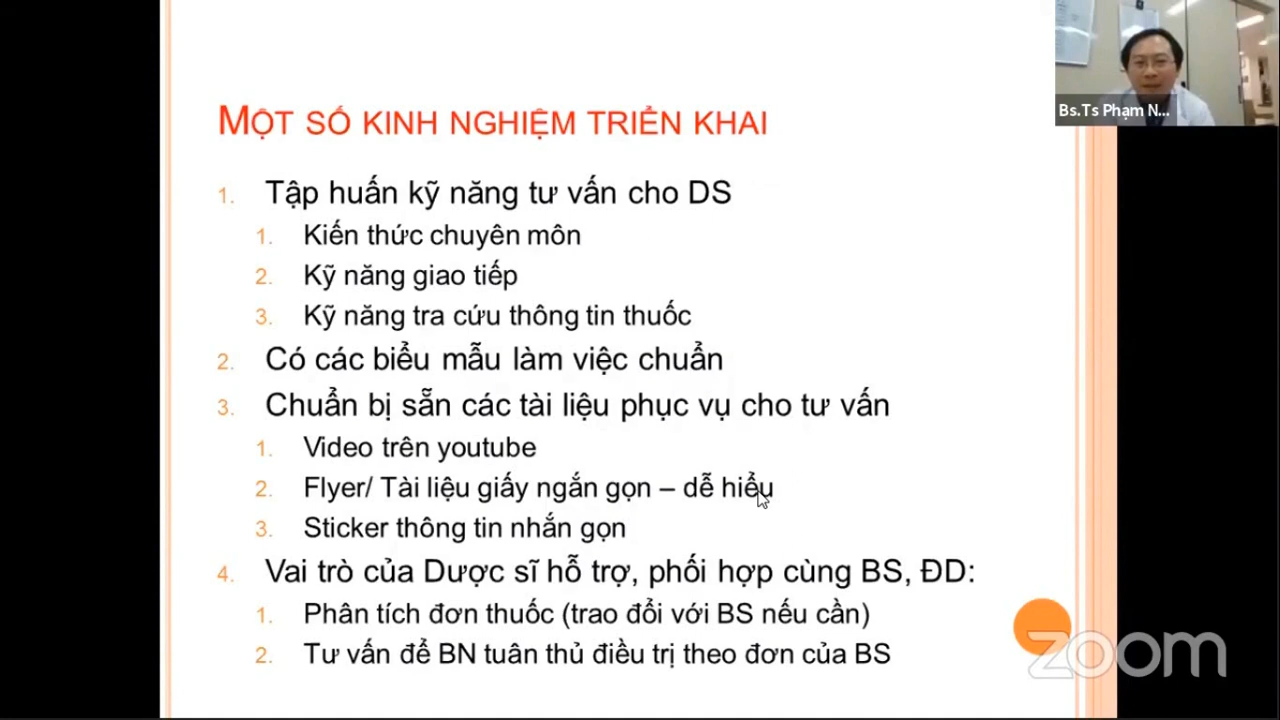 Bs.Ts Phạm N...
MỘT SỐ KINH NGHIỆM TRIỂN KHAI
1. Tập huấn kỹ năng tư vấn cho DS
1. Kiến thức chuyên môn
2. Kỹ năng giao tiếp
3. Kỹ năng tra cứu thông tin thuốc
2. Có các biểu mẫu làm việc chuẩn
3. Chuẩn bị sẵn các tài liệu phục vụ cho tư vấn
1. Video trên youtube
2. Flyer/ Tài liệu giấy ngắn gọn – dễ hiểu
3. Sticker thông tin nhắn gọn
4. Vai trò của Dược sĩ hỗ trợ, phối hợp cùng BS, ĐD:
1. Phân tích đơn thuốc (trao đổi với BS nếu cần)
2. Tư vấn để BN tuân thủ điều trị theo đơn của BS
zoom